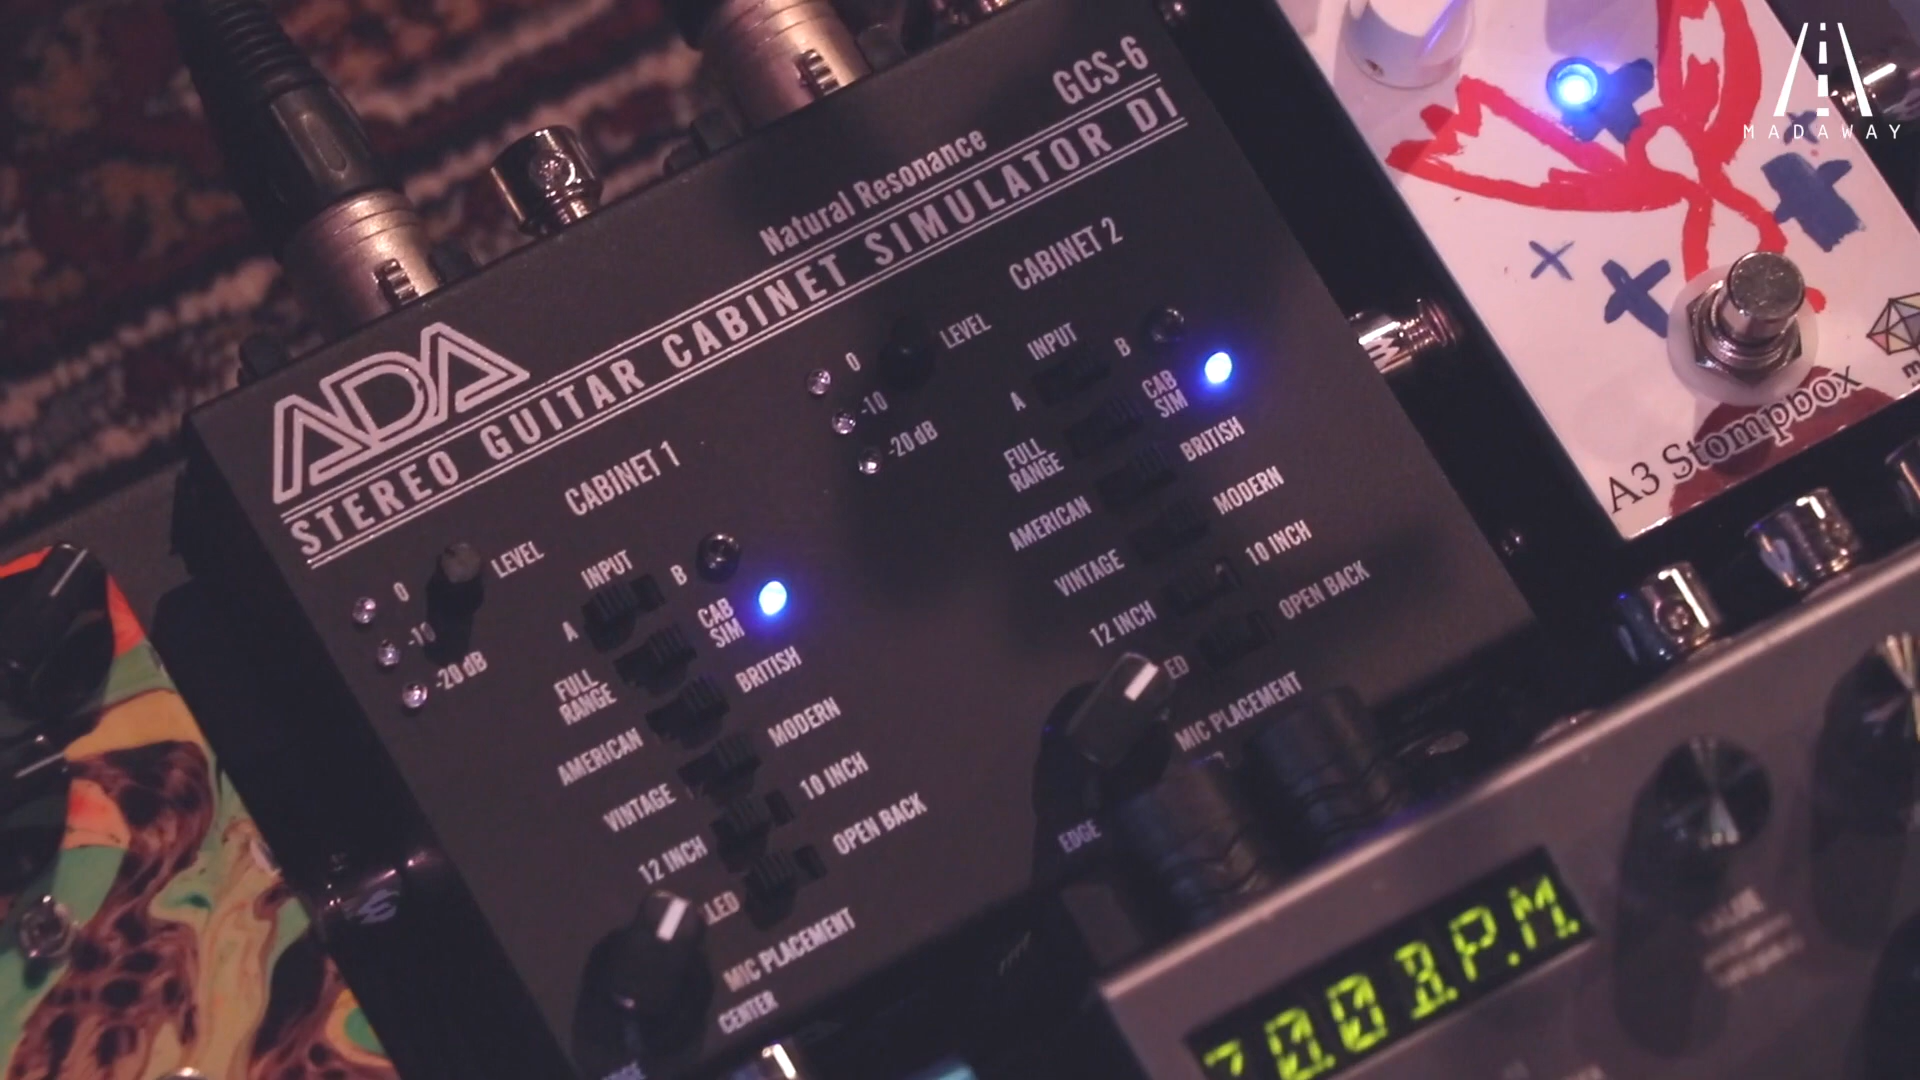 MADAWAY
GCS-6
Natural Resonance
ADA
STEREO GUITAR CABINET SIMULATOR DI
CABINET 1
0
LEVEL
-10
-20 dB
INPUT
A
B
FULL RANGE
CAB SIM
AMERICAN
BRITISH
VINTAGE
MODERN
12 INCH
10 INCH
LED
OPEN BACK
MIC PLACEMENT
CENTER
CABINET 2
0
LEVEL
-10
-20 dB
INPUT
A
B
FULL RANGE
CAB SIM
AMERICAN
BRITISH
VINTAGE
MODERN
12 INCH
10 INCH
ED
OPEN BACK
MIC PLACEMENT
EDGE
A3 Stompbox
700 BPM